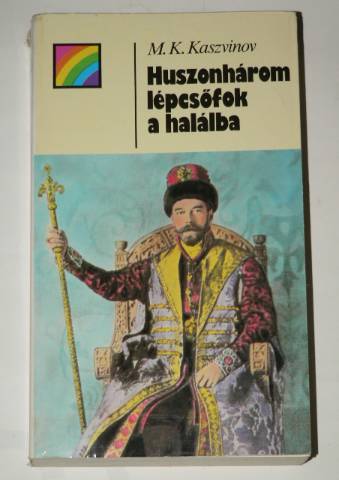 M. K. Kaszvinov
Huszonhárom
lépcsőfok
a halálba